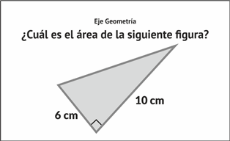 Eje Geometría
¿Cuál es el área de la siguiente figura?
10 cm
6 cm